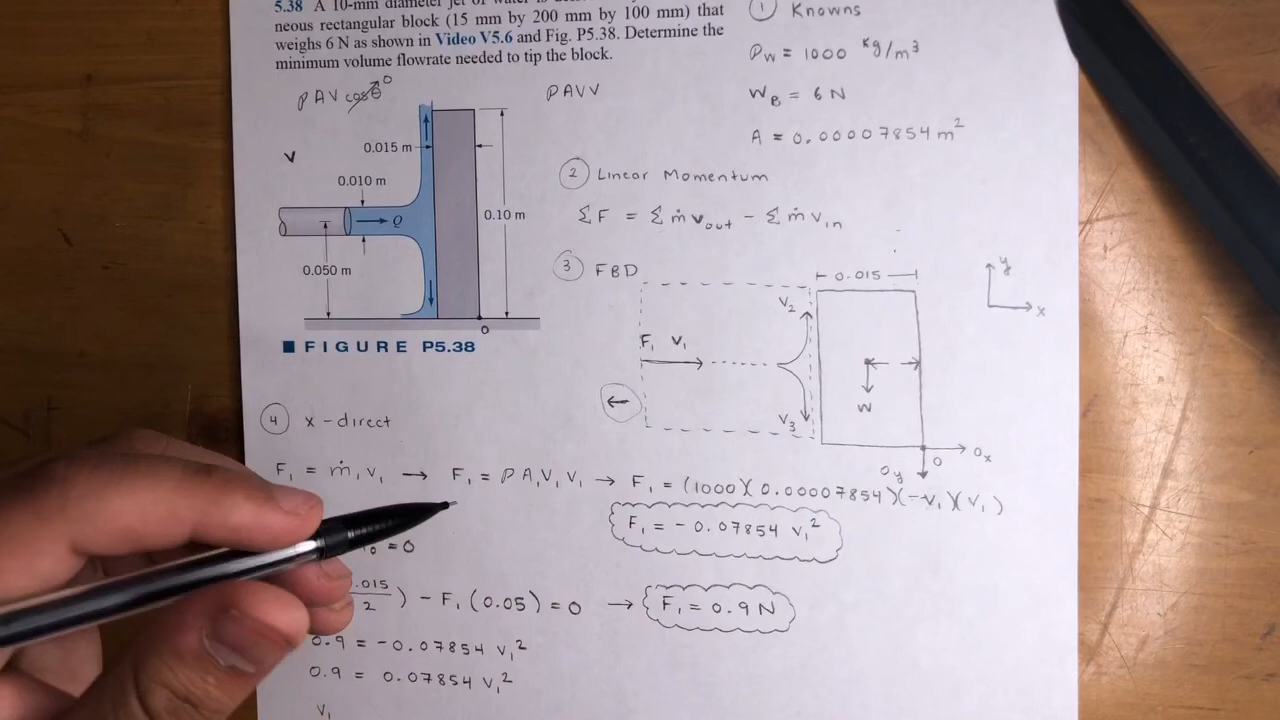 5.38 A 10-mm diameter jet of water is
neous rectangular block (15 mm by 200 mm by 100 mm) that
weighs 6 N as shown in Video V5.6 and Fig. P5.38. Determine the
minimum volume flowrate needed to tip the block.
ρAV cosθ 0
ρAVV
V
0.015 m
0.010 m
Q
0.10 m
0.050 m
O
FIGURE P5.38
1 Knowns
ρw = 1000 kg/m³
WB = 6 N
A = 0.00007854 m²
2 Linear Momentum
ΣF = Σṁvout − Σṁvin
3 FBD
0.015
y
x
V2
F1 V1
W
V3
Ox
Oy
O
4 x-direct
F1 = ṁ1v1 → F1 = ρA1V1V1 → F1 = (1000)(0.00007854)(-V1)(V1)
F1 = - 0.07854 V1²
o = 0
.015
2
) − F1(0.05) = 0 → F1 = 0.9 N
0.9 = -0.07854 V1²
0.9 = 0.07854 V1²
V1